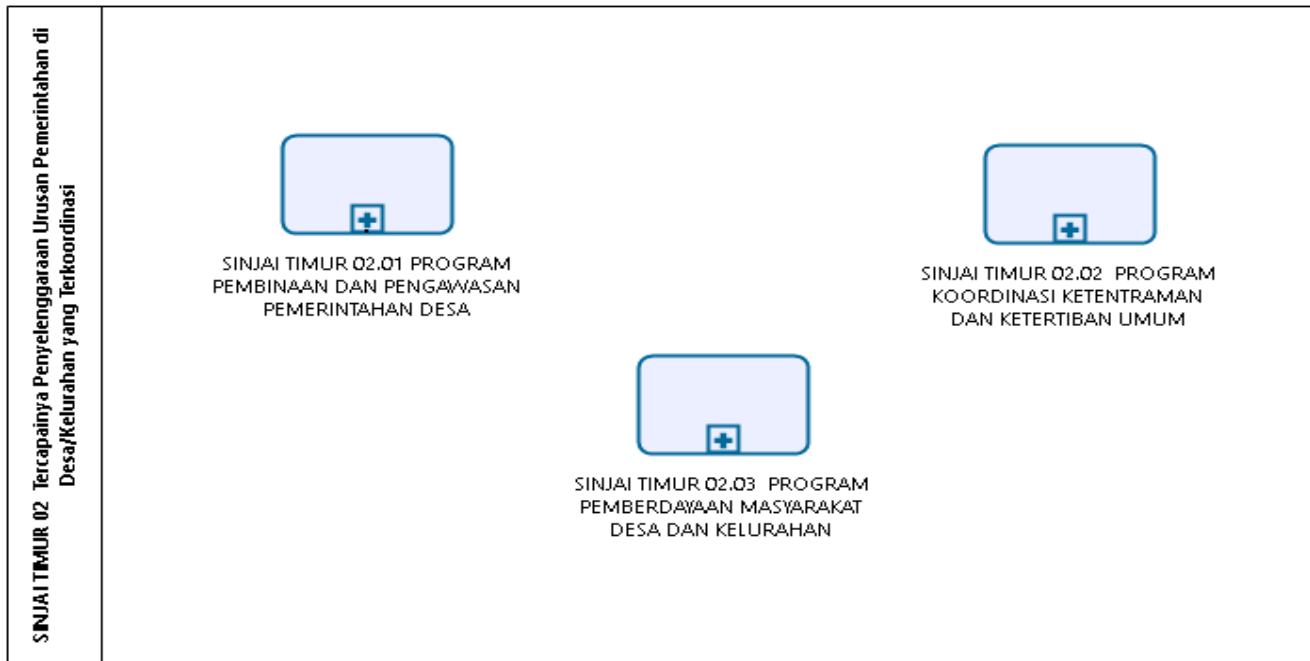 SINJAI TIMUR 02 Tercapainya Penyelenggaraan Urusan Pemerintahan di
Desa/Kelurahan yang Terkoordinasi
SINJAI TIMUR 02.01 PROGRAM
PEMBINAAN DAN PENGAWASAN
PEMERINTAHAN DESA
SINJAI TIMUR 02.02 PROGRAM
KOORDINASI KETENTRAMAN
DAN KETERTIBAN UMUM
SINJAI TIMUR 02.03 PROGRAM
PEMBERDAYAAN MASYARAKAT
DESA DAN KELURAHAN